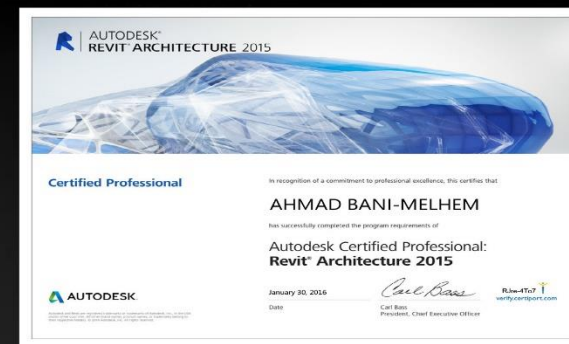 AUTODESK®
REVIT® ARCHITECTURE 2015
Certified Professional
In recognition of a commitment to professional excellence, this certifies that
AHMAD BANI-MELHEM
has successfully completed the program requirements of
Autodesk Certified Professional:
Revit® Architecture 2015
AUTODESK
January 30, 2016
Date
Carl Bass
Carl Bass
President, Chief Executive Officer
verify.certiport.com